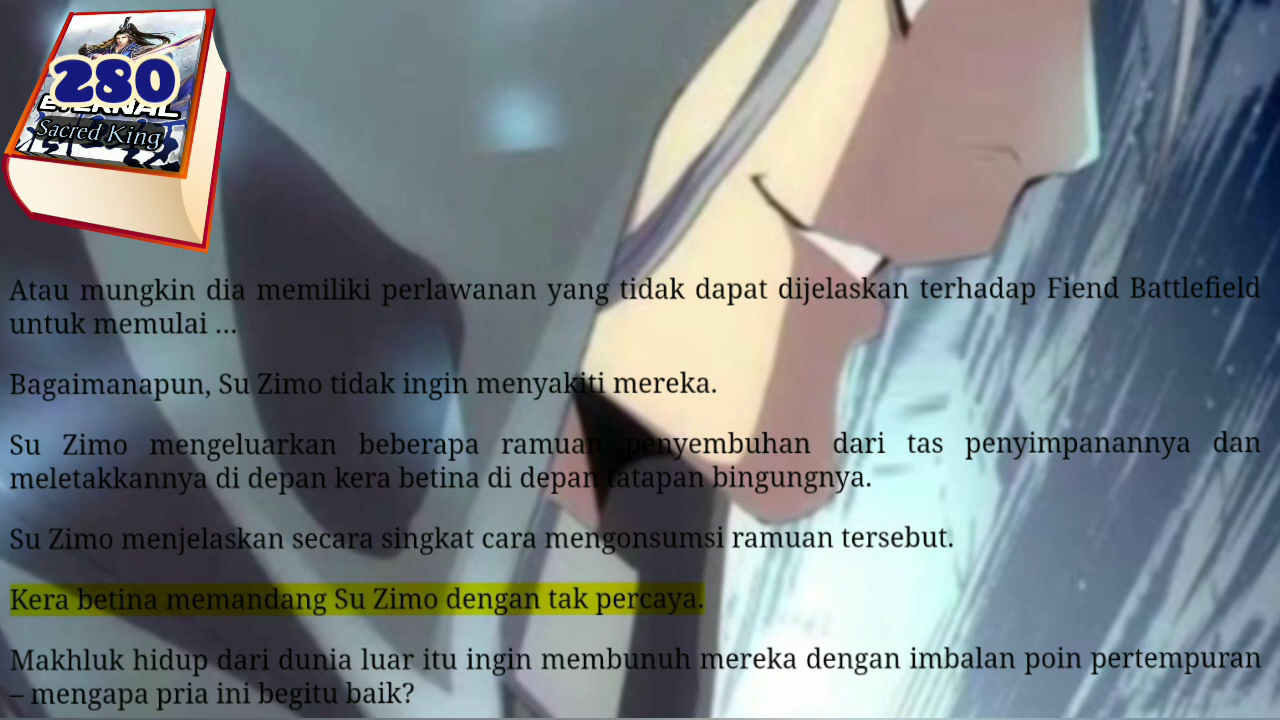 280
ETERNAL
Sacred King
Atau mungkin dia memiliki perlawanan yang tidak dapat dijelaskan terhadap Fiend Battlefield
untuk memulai ...
Bagaimanapun, Su Zimo tidak ingin menyakiti mereka.
Su Zimo mengeluarkan beberapa ramuan penyembuhan dari tas penyimpanannya dan
meletakkannya di depan kera betina di depan tatapan bingungnya.
Su Zimo menjelaskan secara singkat cara mengonsumsi ramuan tersebut.
Kera betina memandang Su Zimo dengan tak percaya.
Makhluk hidup dari dunia luar itu ingin membunuh mereka dengan imbalan poin pertempuran
– mengapa pria ini begitu baik?